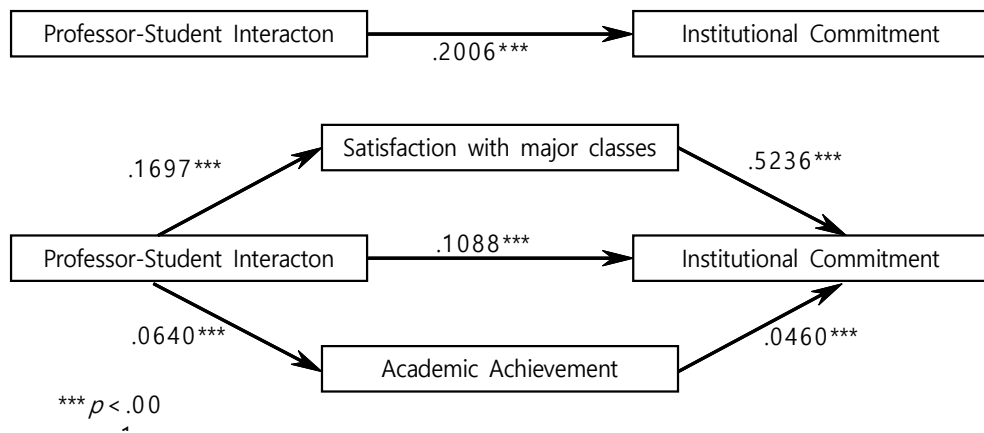 Professor-Student Interacton
Institutional Commitment
.2006***
Satisfaction with major classes
.1697***
.5236***
Professor-Student Interacton
.1088***
Institutional Commitment
.0640***
.0460***
Academic Achievement
***p<.00
1